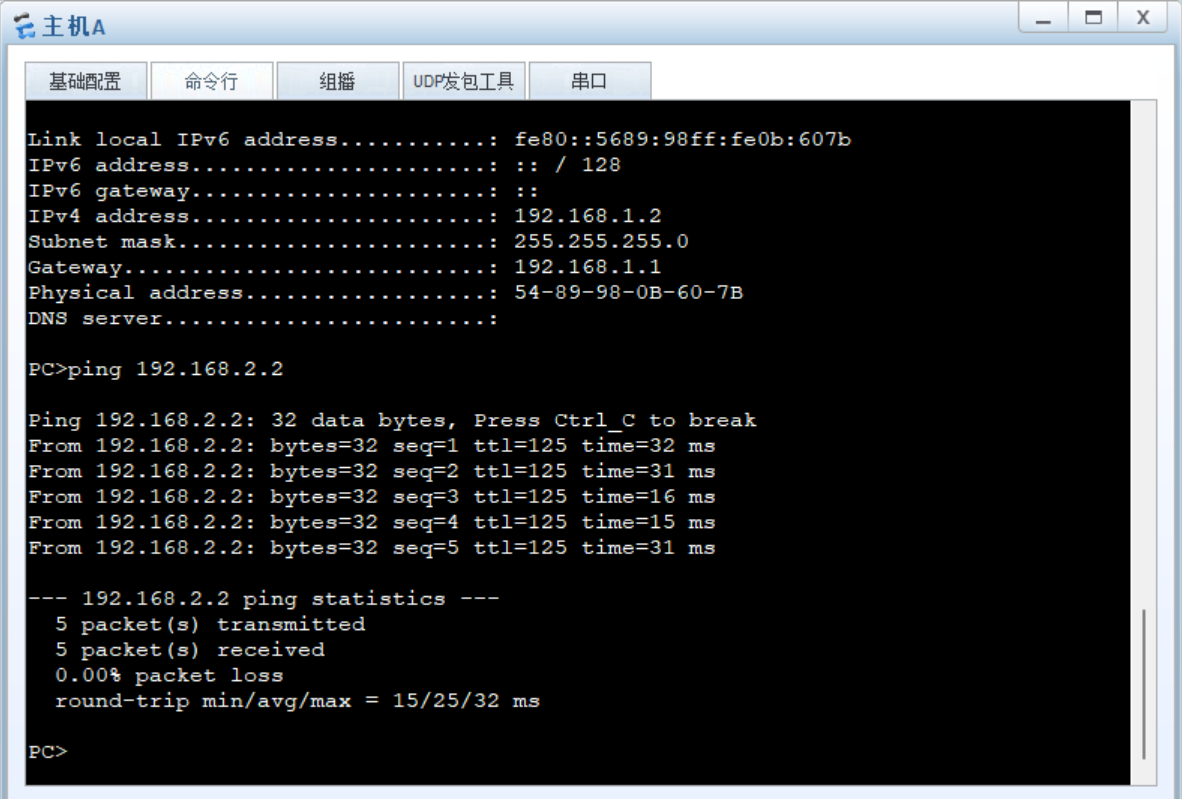 主机A
基础配置 命令行 组播 UDP发包工具 串口
Link local IPv6 address...........: fe80::5689:98ff:fe0b:607b
IPv6 address......................: :: / 128
IPv6 gateway......................: ::
IPv4 address......................: 192.168.1.2
Subnet mask.......................: 255.255.255.0
Gateway...........................: 192.168.1.1
Physical address..................: 54-89-98-0B-60-7B
DNS server........................:
PC>ping 192.168.2.2
Ping 192.168.2.2: 32 data bytes, Press Ctrl_C to break
From 192.168.2.2: bytes=32 seq=1 ttl=125 time=32 ms
From 192.168.2.2: bytes=32 seq=2 ttl=125 time=31 ms
From 192.168.2.2: bytes=32 seq=3 ttl=125 time=16 ms
From 192.168.2.2: bytes=32 seq=4 ttl=125 time=15 ms
From 192.168.2.2: bytes=32 seq=5 ttl=125 time=31 ms
--- 192.168.2.2 ping statistics ---
5 packet(s) transmitted
5 packet(s) received
0.00% packet loss
round-trip min/avg/max = 15/25/32 ms
PC>